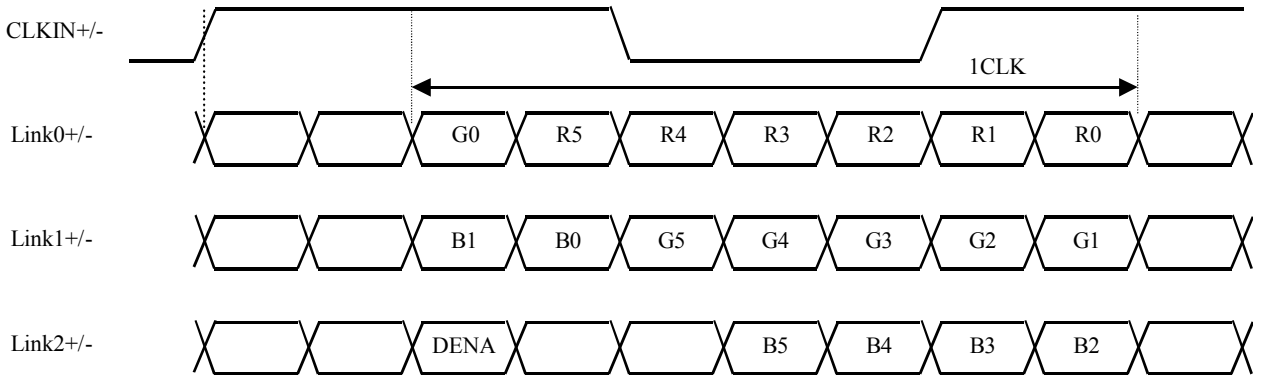 CLKIN+/-
1CLK
Link0+/- G0 R5 R4 R3 R2 R1 R0
Link1+/- B1 B0 G5 G4 G3 G2 G1
Link2+/- DENA B5 B4 B3 B2